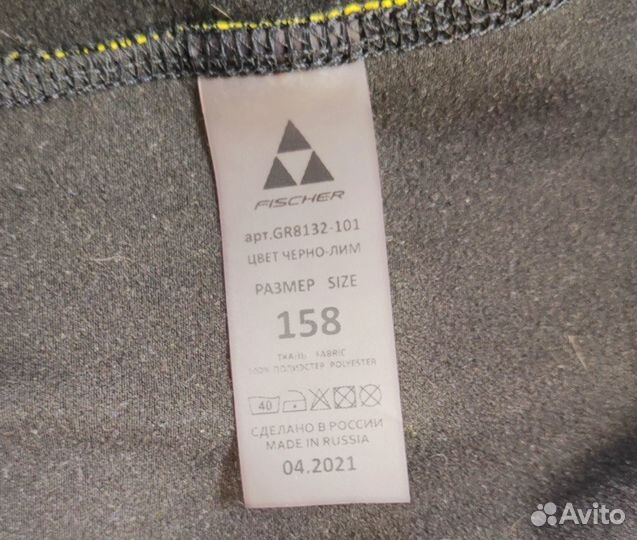 FISCHER
арт.GR8132-101
ЦВЕТ ЧЕРНО-ЛИМ
РАЗМЕР SIZE
158
ТКАНЬ FABRIC
100% ПОЛИЭСТЕР POLYESTER
40
СДЕЛАНО В РОССИИ
MADE IN RUSSIA
04.2021
Avito